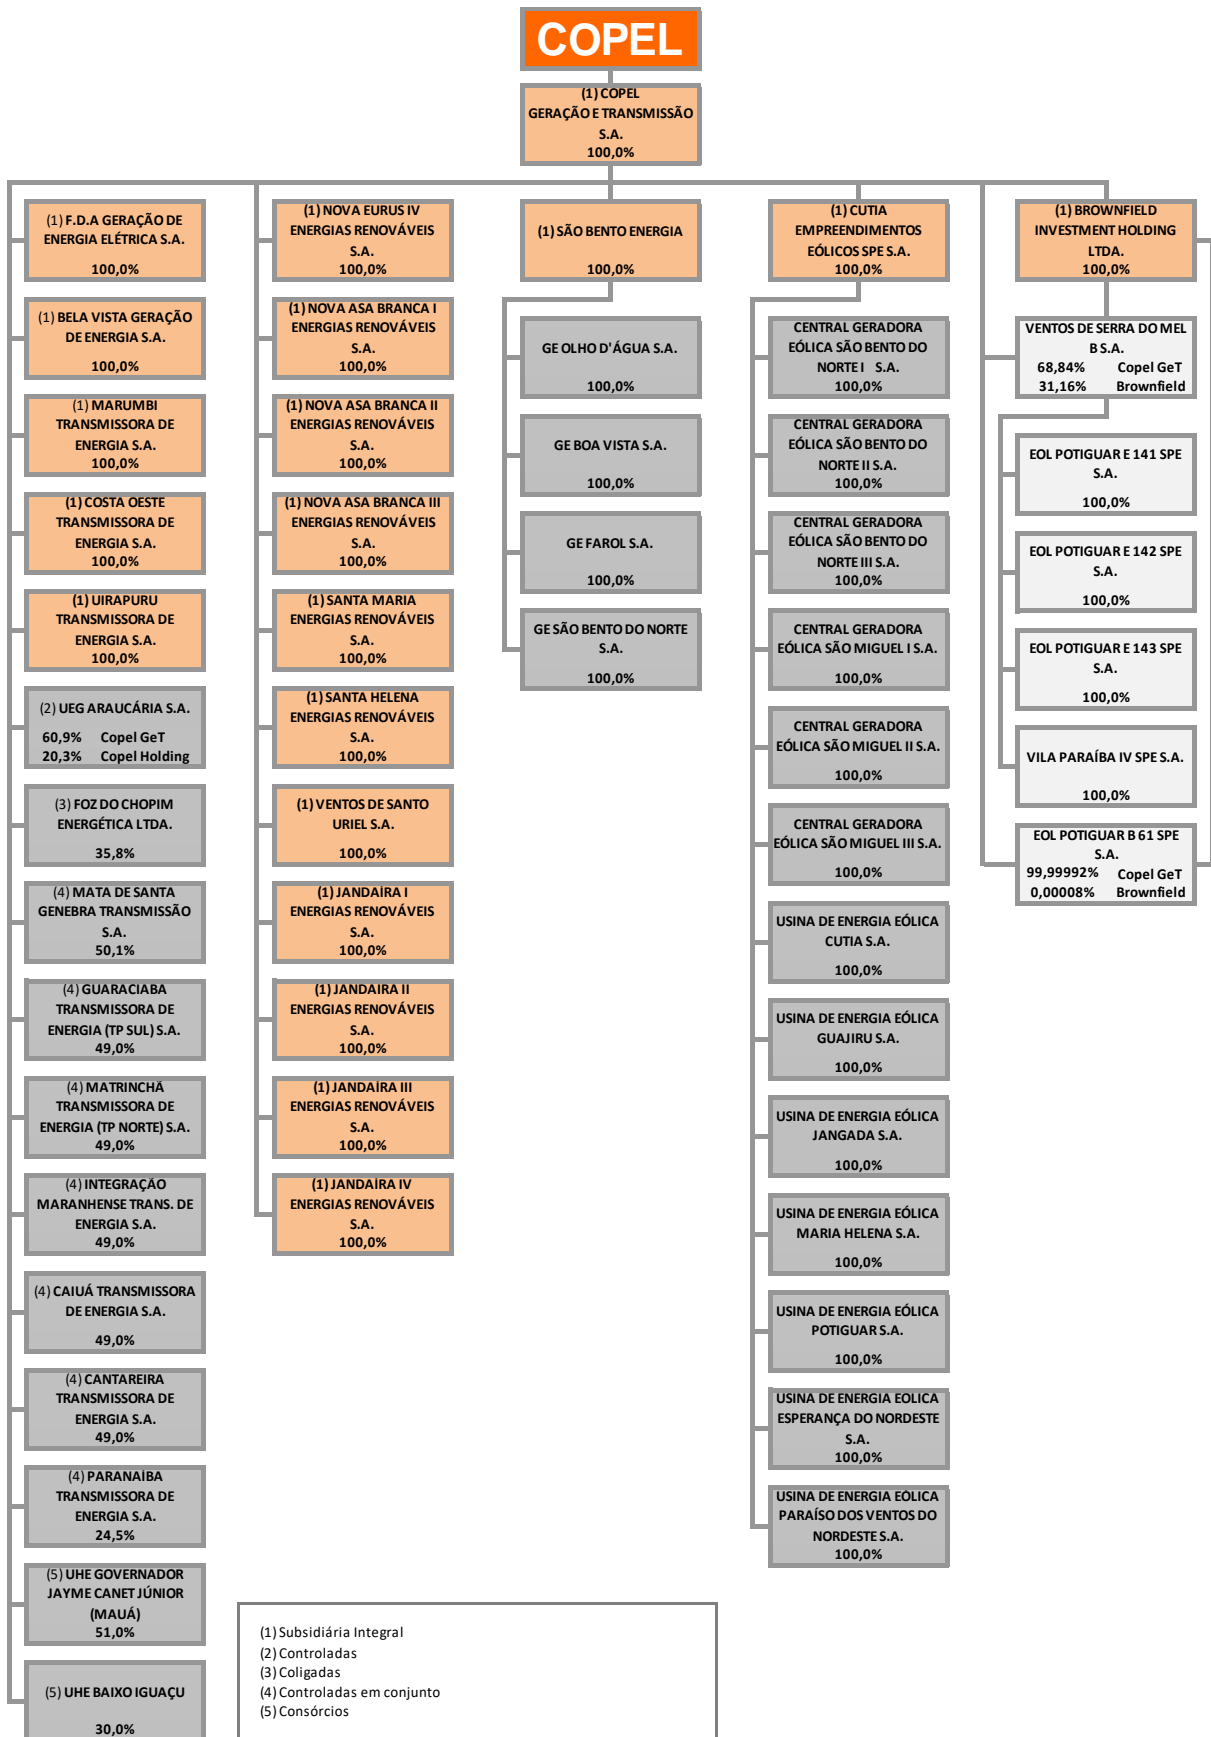 COPEL
(1) COPEL
GERAÇÃO E TRANSMISSÃO
S.A.
100,0%
(1) F.D.A GERAÇÃO DE
ENERGIA ELÉTRICA S.A.
100,0%
(1) BELA VISTA GERAÇÃO
DE ENERGIA S.A.
100,0%
(1) MARUMBI
TRANSMISSORA DE
ENERGIA S.A.
100,0%
(1) COSTA OESTE
TRANSMISSORA DE
ENERGIA S.A.
100,0%
(1) UIRAPURU
TRANSMISSORA DE
ENERGIA S.A.
100,0%
(2) UEG ARAUCÁRIA S.A.
60,9% Copel GeT
20,3% Copel Holding
(3) FOZ DO CHOPIM
ENERGÉTICA LTDA.
35,8%
(4) MATA DE SANTA
GENEBRA TRANSMISSÃO
S.A.
50,1%
(4) GUARACIABA
TRANSMISSORA DE
ENERGIA (TP SUL) S.A.
49,0%
(4) MATRINCHÃ
TRANSMISSORA DE
ENERGIA (TP NORTE) S.A.
49,0%
(4) INTEGRAÇÃO
MARANHENSE TRANS. DE
ENERGIA S.A.
49,0%
(4) CAIUÁ TRANSMISSORA
DE ENERGIA S.A.
49,0%
(4) CANTAREIRA
TRANSMISSORA DE
ENERGIA S.A.
49,0%
(4) PARANAÍBA
TRANSMISSORA DE
ENERGIA S.A.
24,5%
(5) UHE GOVERNADOR
JAYME CANET JÚNIOR
(MAUÁ)
51,0%
(5) UHE BAIXO IGUAÇU
30,0%
(1) NOVA EURUS IV
ENERGIAS RENOVÁVEIS
S.A.
100,0%
(1) NOVA ASA BRANCA I
ENERGIAS RENOVÁVEIS
S.A.
100,0%
(1) NOVA ASA BRANCA II
ENERGIAS RENOVÁVEIS
S.A.
100,0%
(1) NOVA ASA BRANCA III
ENERGIAS RENOVÁVEIS
S.A.
100,0%
(1) SANTA MARIA
ENERGIAS RENOVÁVEIS
S.A.
100,0%
(1) SANTA HELENA
ENERGIAS RENOVÁVEIS
S.A.
100,0%
(1) VENTOS DE SANTO
URIEL S.A.
100,0%
(1) JANDAÍRA I
ENERGIAS RENOVÁVEIS
S.A.
100,0%
(1) JANDAIRA II
ENERGIAS RENOVÁVEIS
S.A.
100,0%
(1) JANDAÍRA III
ENERGIAS RENOVÁVEIS
S.A.
100,0%
(1) JANDAÍRA IV
ENERGIAS RENOVÁVEIS
S.A.
100,0%
(1) SÃO BENTO ENERGIA
100,0%
GE OLHO D'ÁGUA S.A.
100,0%
GE BOA VISTA S.A.
100,0%
GE FAROL S.A.
100,0%
GE SÃO BENTO DO NORTE
S.A.
100,0%
(1) CUTIA
EMPREENDIMENTOS
EÓLICOS SPE S.A.
100,0%
CENTRAL GERADORA
EÓLICA SÃO BENTO DO
NORTE I S.A.
100,0%
CENTRAL GERADORA
EÓLICA SÃO BENTO DO
NORTE II S.A.
100,0%
CENTRAL GERADORA
EÓLICA SÃO BENTO DO
NORTE III S.A.
100,0%
CENTRAL GERADORA
EÓLICA SÃO MIGUEL I S.A.
100,0%
CENTRAL GERADORA
EÓLICA SÃO MIGUEL II S.A.
100,0%
CENTRAL GERADORA
EÓLICA SÃO MIGUEL III S.A.
100,0%
USINA DE ENERGIA EÓLICA
CUTIA S.A.
100,0%
USINA DE ENERGIA EÓLICA
GUAJIRU S.A.
100,0%
USINA DE ENERGIA EÓLICA
JANGADA S.A.
100,0%
USINA DE ENERGIA EÓLICA
MARIA HELENA S.A.
100,0%
USINA DE ENERGIA EÓLICA
POTIGUAR S.A.
100,0%
USINA DE ENERGIA EOLICA
ESPERANÇA DO NORDESTE
S.A.
100,0%
USINA DE ENERGIA EÓLICA
PARAÍSO DOS VENTOS DO
NORDESTE S.A.
100,0%
(1) BROWNFIELD
INVESTMENT HOLDING
LTDA.
100,0%
VENTOS DE SERRA DO MEL
B S.A.
68,84% Copel GeT
31,16% Brownfield
EOL POTIGUAR E 141 SPE
S.A.
100,0%
EOL POTIGUAR E 142 SPE
S.A.
100,0%
EOL POTIGUAR E 143 SPE
S.A.
100,0%
VILA PARAÍBA IV SPE S.A.
100,0%
EOL POTIGUAR B 61 SPE
S.A.
99,99992% Copel GeT
0,00008% Brownfield
(1) Subsidiária Integral
(2) Controladas
(3) Coligadas
(4) Controladas em conjunto
(5) Consórcios